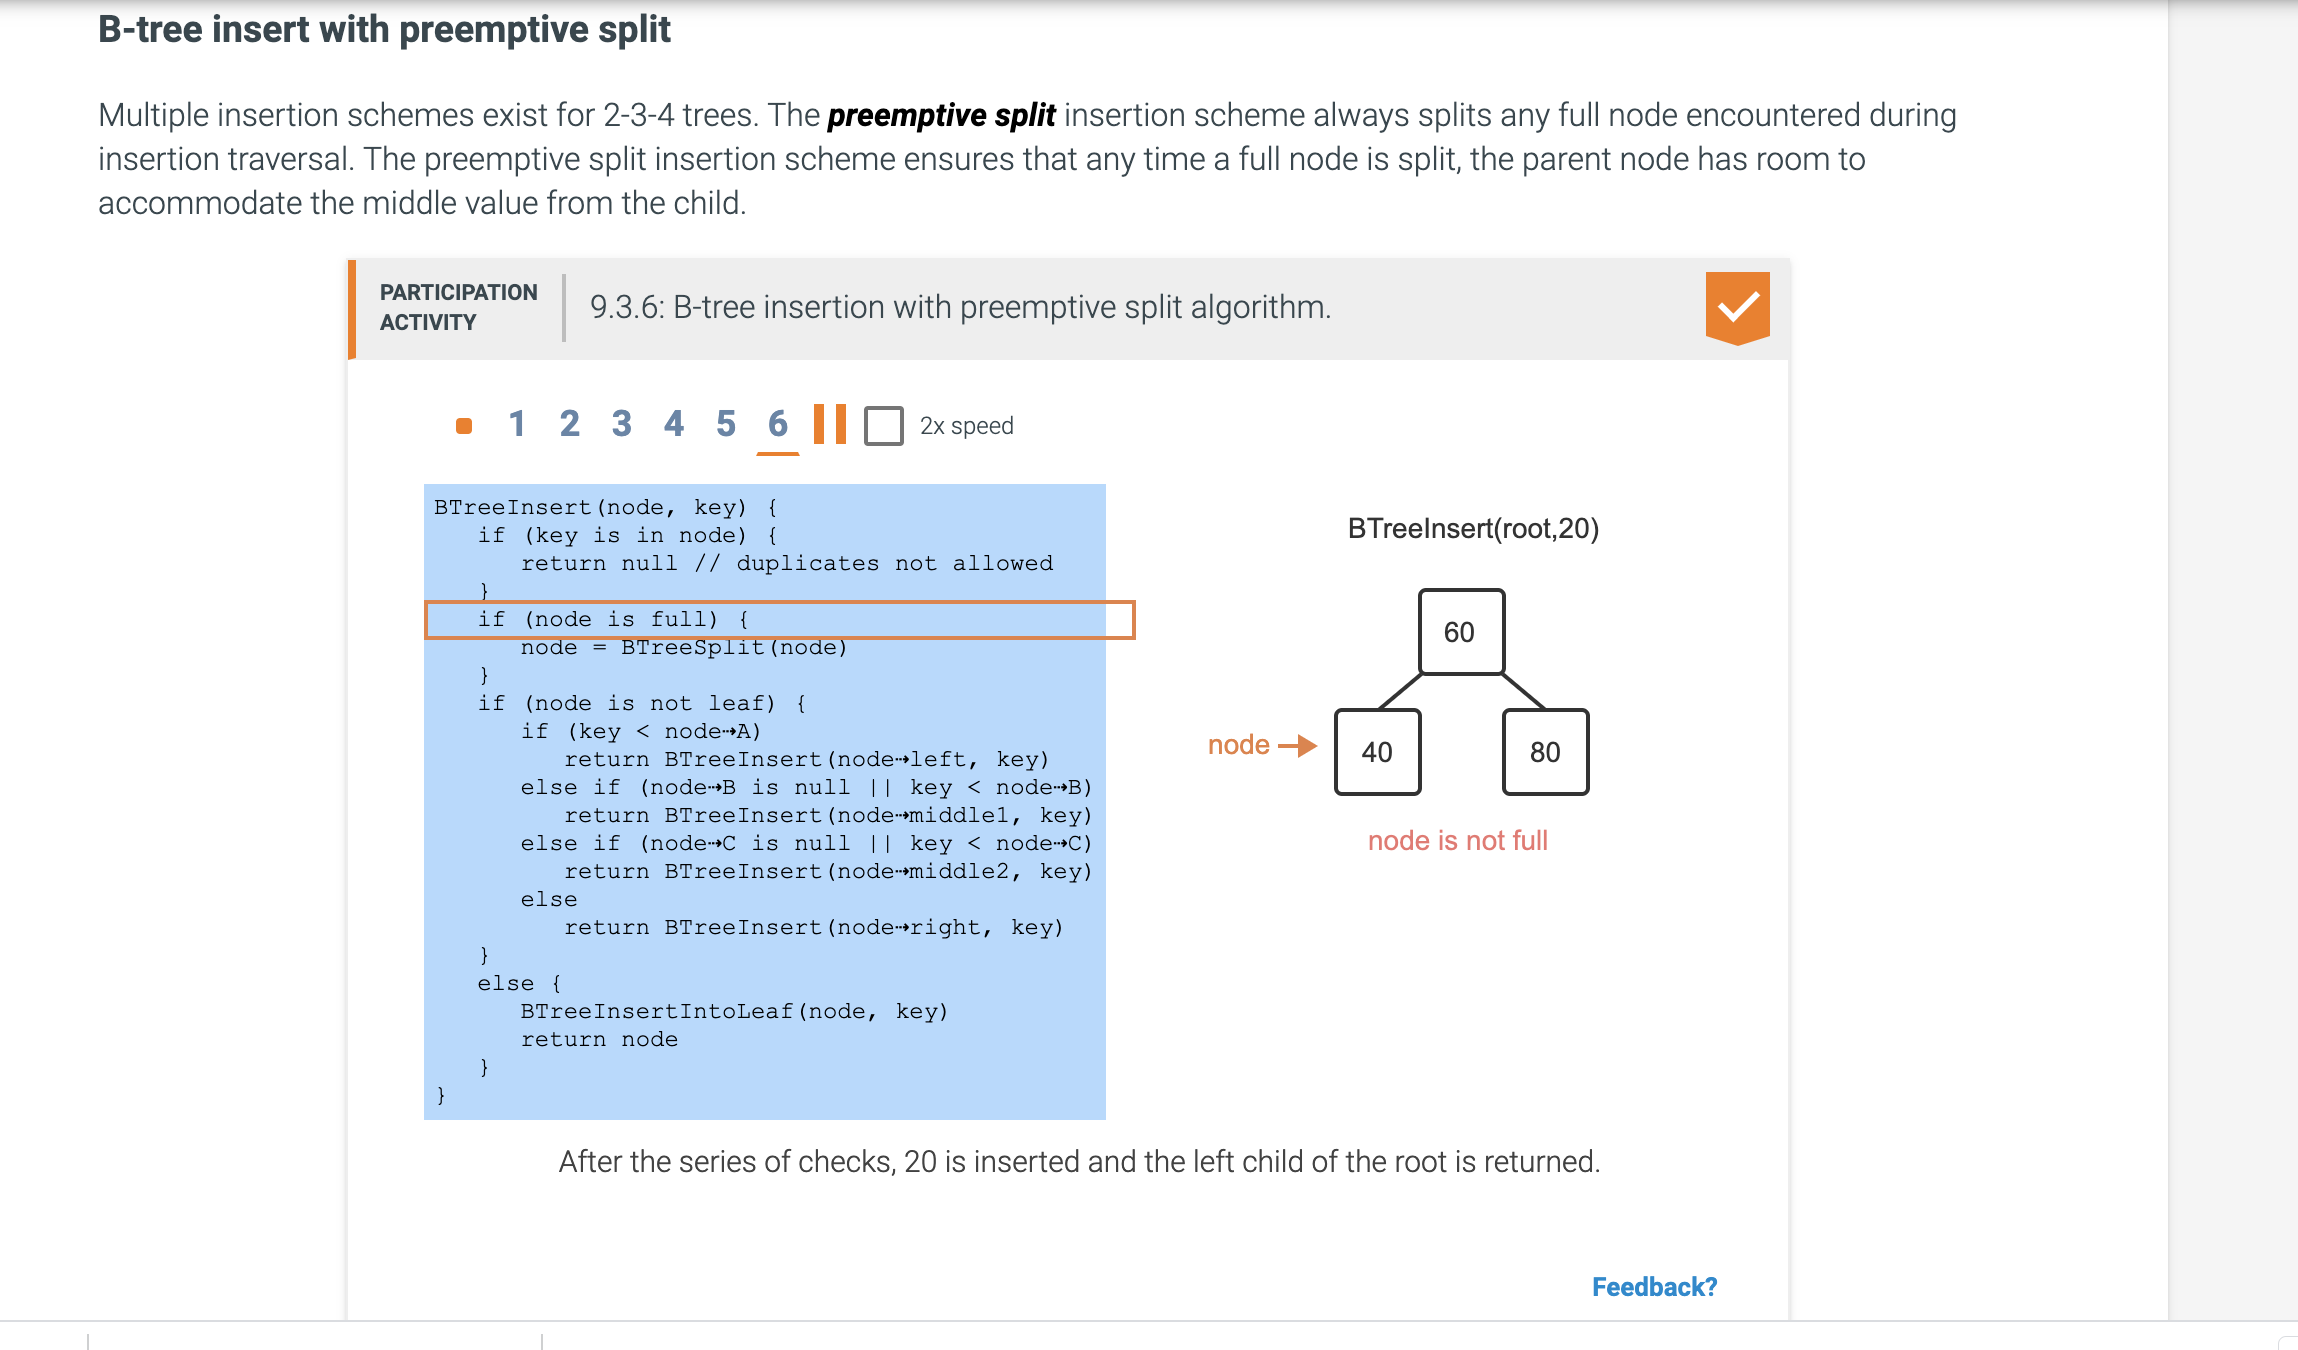 B-tree insert with preemptive split
Multiple insertion schemes exist for 2-3-4 trees. The preemptive split insertion scheme always splits any full node encountered during
insertion traversal. The preemptive split insertion scheme ensures that any time a full node is split, the parent node has room to
accommodate the middle value from the child.
PARTICIPATION
ACTIVITY
9.3.6: B-tree insertion with preemptive split algorithm.
1 2 3 4 5 6 2x speed
BTreeInsert(node, key) {
   if (key is in node) {
      return null // duplicates not allowed
   }
   if (node is full) {
      node = BTreeSplit(node)
   }
   if (node is not leaf) {
      if (key < node⇢A)
         return BTreeInsert(node⇢left, key)
      else if (node⇢B is null || key < node⇢B)
         return BTreeInsert(node⇢middle1, key)
      else if (node⇢C is null || key < node⇢C)
         return BTreeInsert(node⇢middle2, key)
      else
         return BTreeInsert(node⇢right, key)
   }
   else {
      BTreeInsertIntoLeaf(node, key)
      return node
   }
}
BTreeInsert(root,20)
60
node
40
80
node is not full
After the series of checks, 20 is inserted and the left child of the root is returned.
Feedback?